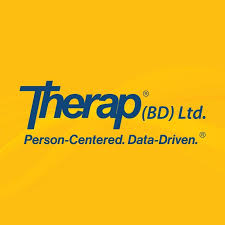 Therap® (BD) Ltd.
Person-Centered. Data-Driven.®